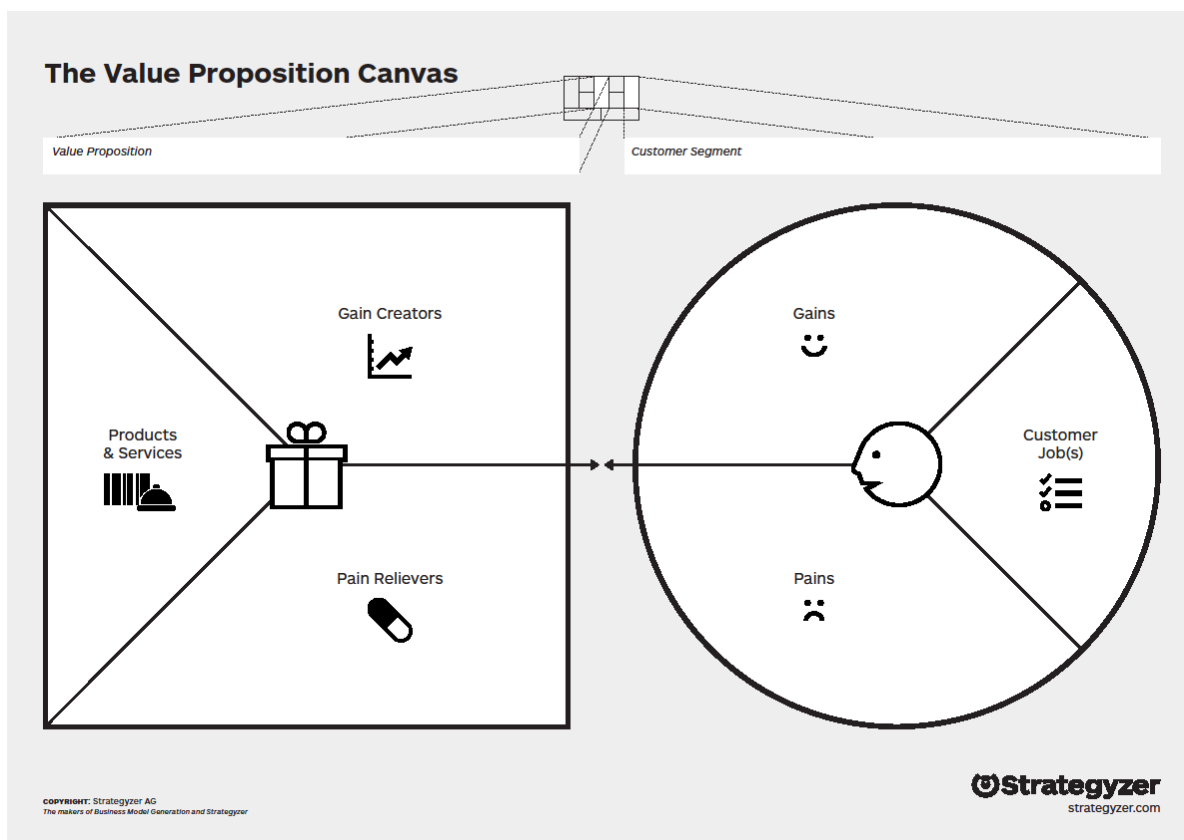 The Value Proposition Canvas
Value Proposition
Customer Segment
Gain Creators
Gains
Products
& Services
Customer
Job(s)
Pain Relievers
Pains
COPYRIGHT: Strategyzer AG
The makers of Business Model Generation and Strategyzer
Strategyzer
strategyzer.com